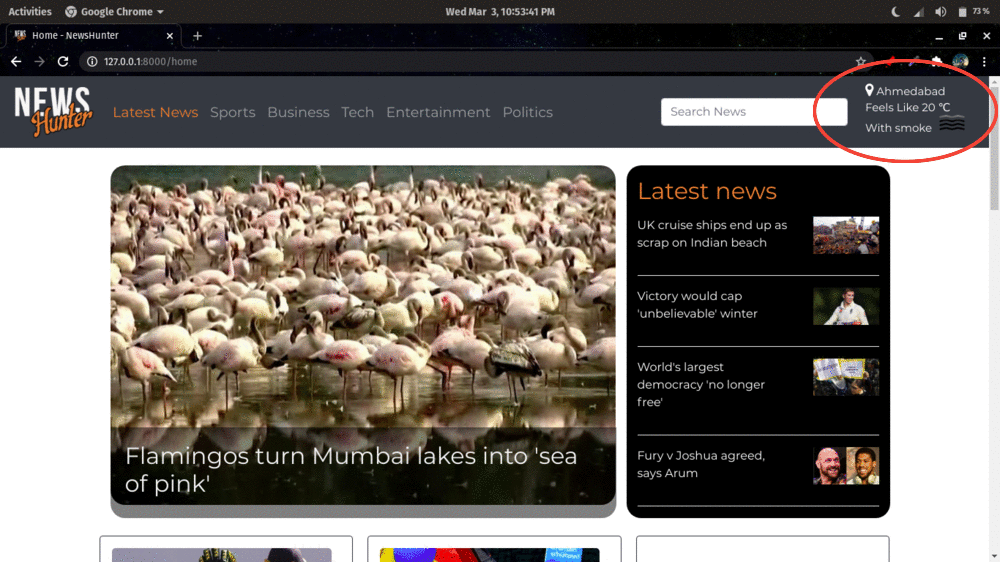 Activities
Google Chrome
Wed Mar 3, 10:53:41 PM
73 %
Home - NewsHunter
127.0.0.1:8000/home
NEWS
Hunter
Latest News
Sports
Business
Tech
Entertainment
Politics
Search News
Ahmedabad
Feels Like 20 ℃
With smoke
Flamingos turn Mumbai lakes into 'sea
of pink'
Latest news
UK cruise ships end up as
scrap on Indian beach
Victory would cap
'unbelievable' winter
World's largest
democracy 'no longer
free'
Fury v Joshua agreed,
says Arum